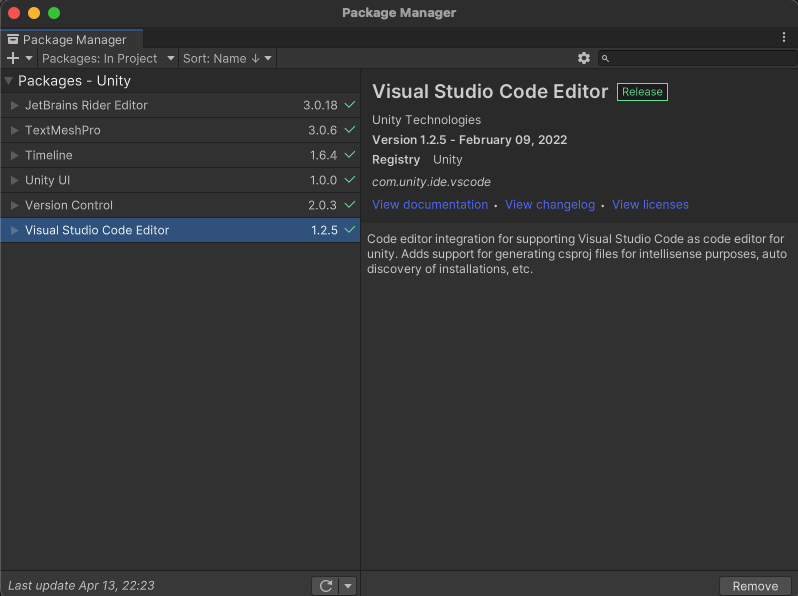 Package Manager
Package Manager
Packages: In Project
Sort: Name ↓
Packages - Unity
JetBrains Rider Editor 3.0.18
TextMeshPro 3.0.6
Timeline 1.6.4
Unity UI 1.0.0
Version Control 2.0.3
Visual Studio Code Editor 1.2.5
Last update Apr 13, 22:23
Visual Studio Code Editor Release
Unity Technologies
Version 1.2.5 - February 09, 2022
Registry Unity
com.unity.ide.vscode
View documentation • View changelog • View licenses
Code editor integration for supporting Visual Studio Code as code editor for
unity. Adds support for generating csproj files for intellisense purposes, auto
discovery of installations, etc.
Remove